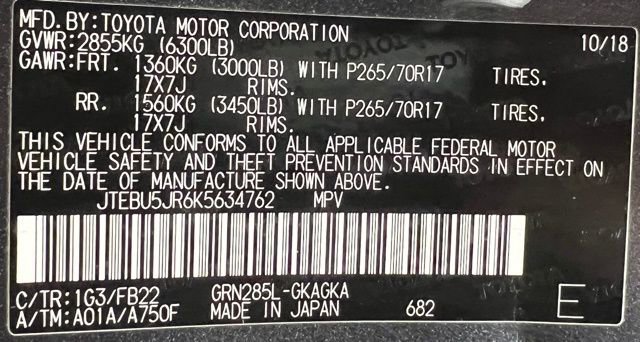 MFD. BY: TOYOTA MOTOR CORPORATION 10/18
GVWR: 2855KG (6300LB)
GAWR: FRT. 1360KG (3000LB) WITH P265/70R17 TIRES.
17X7J RIMS.
RR. 1560KG (3450LB) WITH P265/70R17 TIRES.
17X7J RIMS.
THIS VEHICLE CONFORMS TO ALL APPLICABLE FEDERAL MOTOR
VEHICLE SAFETY AND THEFT PREVENTION STANDARDS IN EFFECT ON
THE DATE OF MANUFACTURE SHOWN ABOVE.
JTEBU5JR6K5634762 MPV
C/TR: 1G3/FB22 GRN285L-GKAGKA
A/TM: A01A/A750F MADE IN JAPAN 682 E